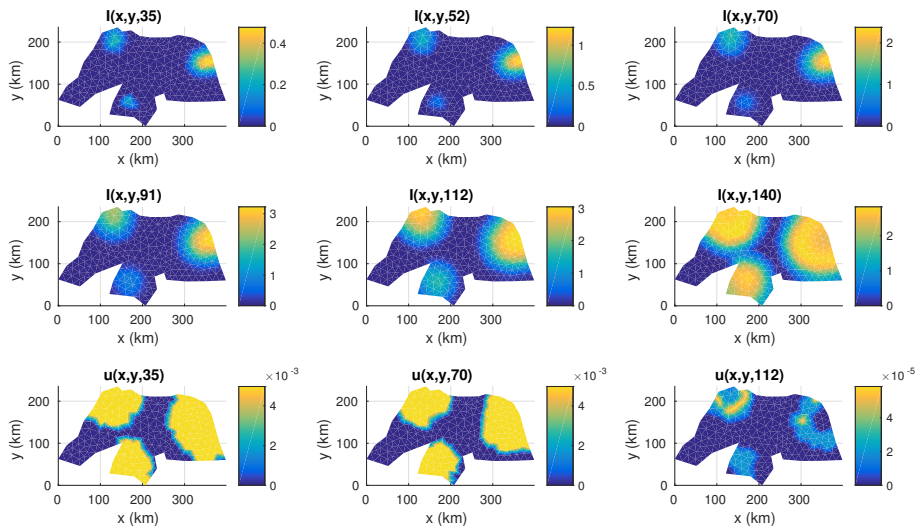 I(x,y,35)
y (km)
200
100
0
0 100 200 300
x (km)
0.4
0.2
0
I(x,y,52)
y (km)
200
100
0
0 100 200 300
x (km)
1
0.5
0
I(x,y,70)
y (km)
200
100
0
0 100 200 300
x (km)
2
1
0
I(x,y,91)
y (km)
200
100
0
0 100 200 300
x (km)
3
2
1
0
I(x,y,112)
y (km)
200
100
0
0 100 200 300
x (km)
3
2
1
0
I(x,y,140)
y (km)
200
100
0
0 100 200 300
x (km)
2
1
0
u(x,y,35)
×10⁻³
y (km)
200
100
0
0 100 200 300
x (km)
4
2
0
u(x,y,70)
×10⁻³
y (km)
200
100
0
0 100 200 300
x (km)
4
2
0
u(x,y,112)
×10⁻⁵
y (km)
200
100
0
0 100 200 300
x (km)
4
2
0